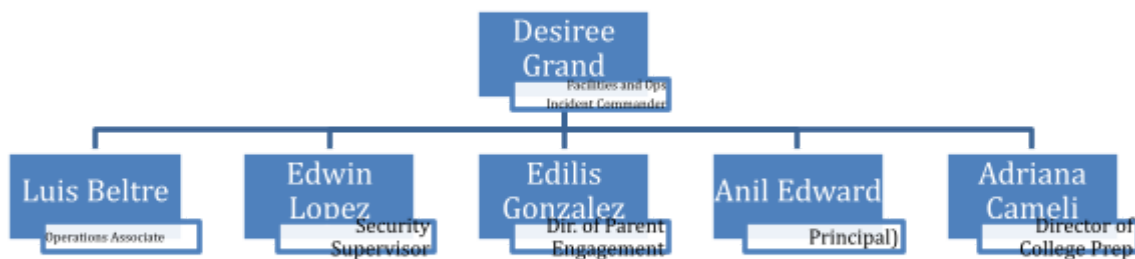 Desiree
Grand
Facilities and Ops
Incident Commander
Luis Beltre
Operations Associate
Edwin
Lopez
Security
Supervisor
Edilis
Gonzalez
Dir. of Parent
Engagement
Anil Edward
Principal)
Adriana
Cameli
Director of
College Prep